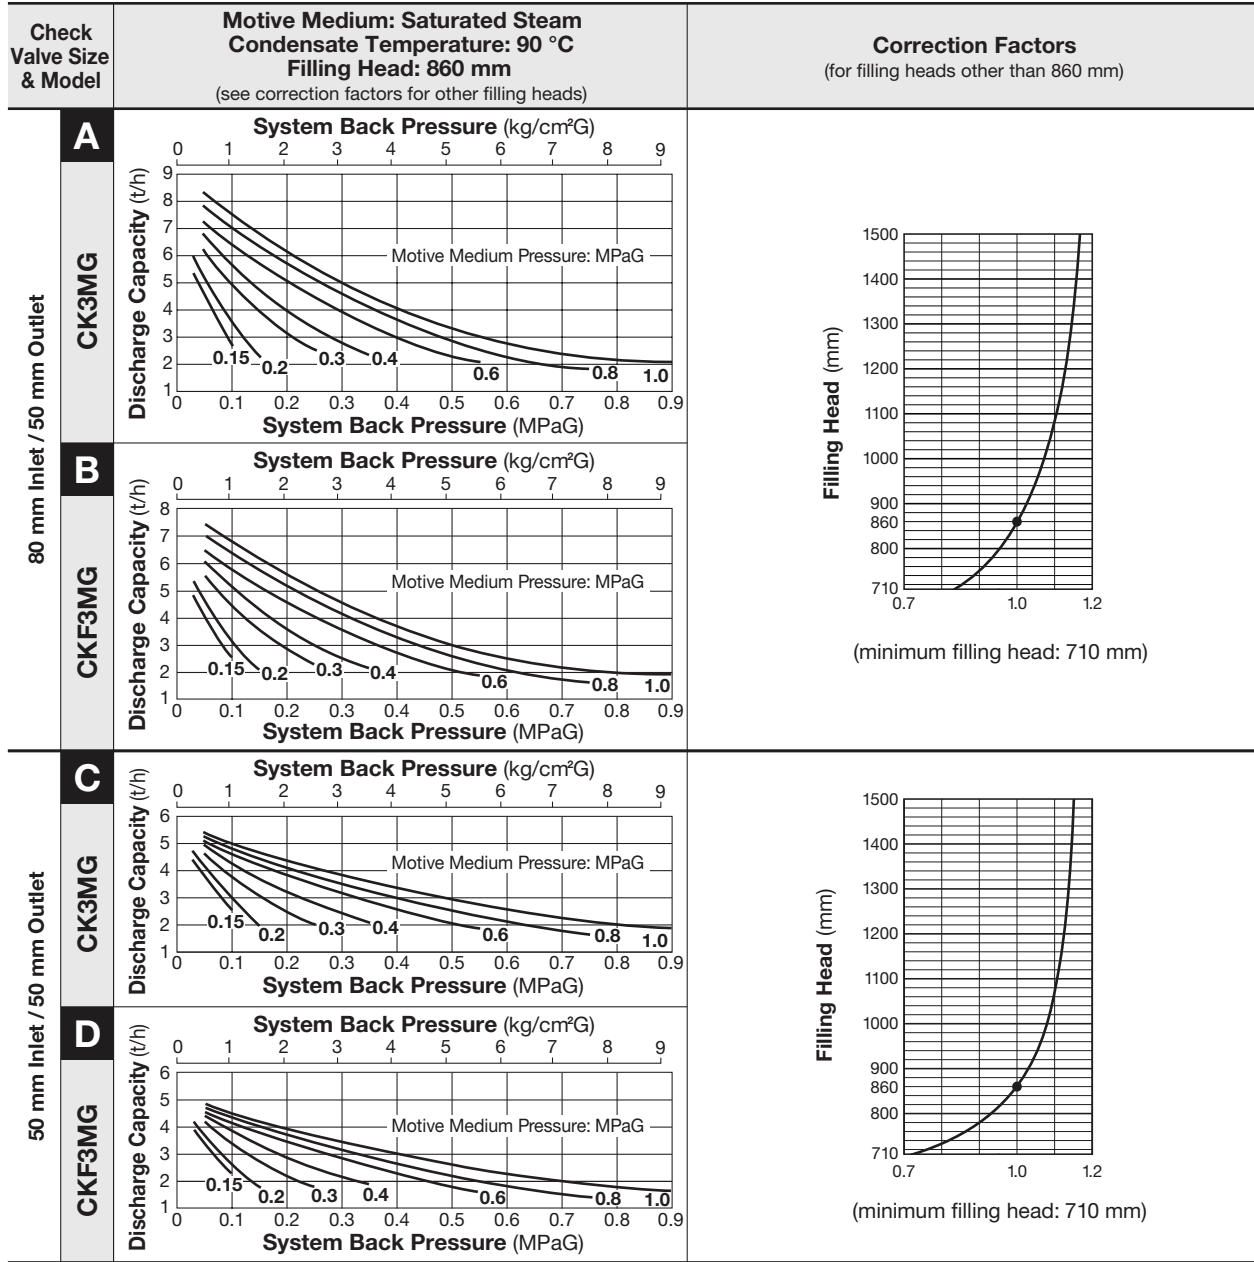 Check
Valve Size
& Model
Motive Medium: Saturated Steam
Condensate Temperature: 90 °C
Filling Head: 860 mm
(see correction factors for other filling heads)
Correction Factors
(for filling heads other than 860 mm)
80 mm Inlet / 50 mm Outlet
A
CK3MG
System Back Pressure (kg/cm²G)
0 1 2 3 4 5 6 7 8 9
Discharge Capacity (t/h)
9
8
7
6
5
4
3
2
1
Motive Medium Pressure: MPaG
0.15 0.2 0.3 0.4 0.6 0.8 1.0
0 0.1 0.2 0.3 0.4 0.5 0.6 0.7 0.8 0.9
System Back Pressure (MPaG)
B
CKF3MG
System Back Pressure (kg/cm²G)
0 1 2 3 4 5 6 7 8 9
Discharge Capacity (t/h)
8
7
6
5
4
3
2
1
Motive Medium Pressure: MPaG
0.15 0.2 0.3 0.4 0.6 0.8 1.0
0 0.1 0.2 0.3 0.4 0.5 0.6 0.7 0.8 0.9
System Back Pressure (MPaG)
Filling Head (mm)
1500
1400
1300
1200
1100
1000
900
860
800
710
0.7 1.0 1.2
(minimum filling head: 710 mm)
50 mm Inlet / 50 mm Outlet
C
CK3MG
System Back Pressure (kg/cm²G)
0 1 2 3 4 5 6 7 8 9
Discharge Capacity (t/h)
6
5
4
3
2
1
Motive Medium Pressure: MPaG
0.15 0.2 0.3 0.4 0.6 0.8 1.0
0 0.1 0.2 0.3 0.4 0.5 0.6 0.7 0.8 0.9
System Back Pressure (MPaG)
D
CKF3MG
System Back Pressure (kg/cm²G)
0 1 2 3 4 5 6 7 8 9
Discharge Capacity (t/h)
6
5
4
3
2
1
Motive Medium Pressure: MPaG
0.15 0.2 0.3 0.4 0.6 0.8 1.0
0 0.1 0.2 0.3 0.4 0.5 0.6 0.7 0.8 0.9
System Back Pressure (MPaG)
Filling Head (mm)
1500
1400
1300
1200
1100
1000
900
860
800
710
0.7 1.0 1.2
(minimum filling head: 710 mm)